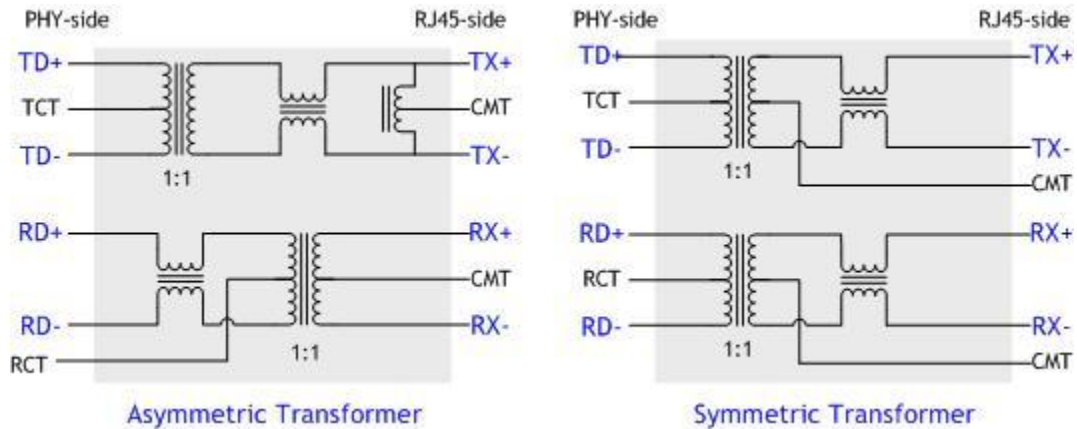 PHY-side
RJ45-side
TD+
TX+
TCT
CMT
TD-
TX-
1:1
RD+
RX+
CMT
RD-
RX-
RCT
1:1
Asymmetric Transformer
PHY-side
RJ45-side
TD+
TX+
TCT
TD-
TX-
1:1
CMT
RD+
RX+
RCT
RD-
RX-
1:1
CMT
Symmetric Transformer